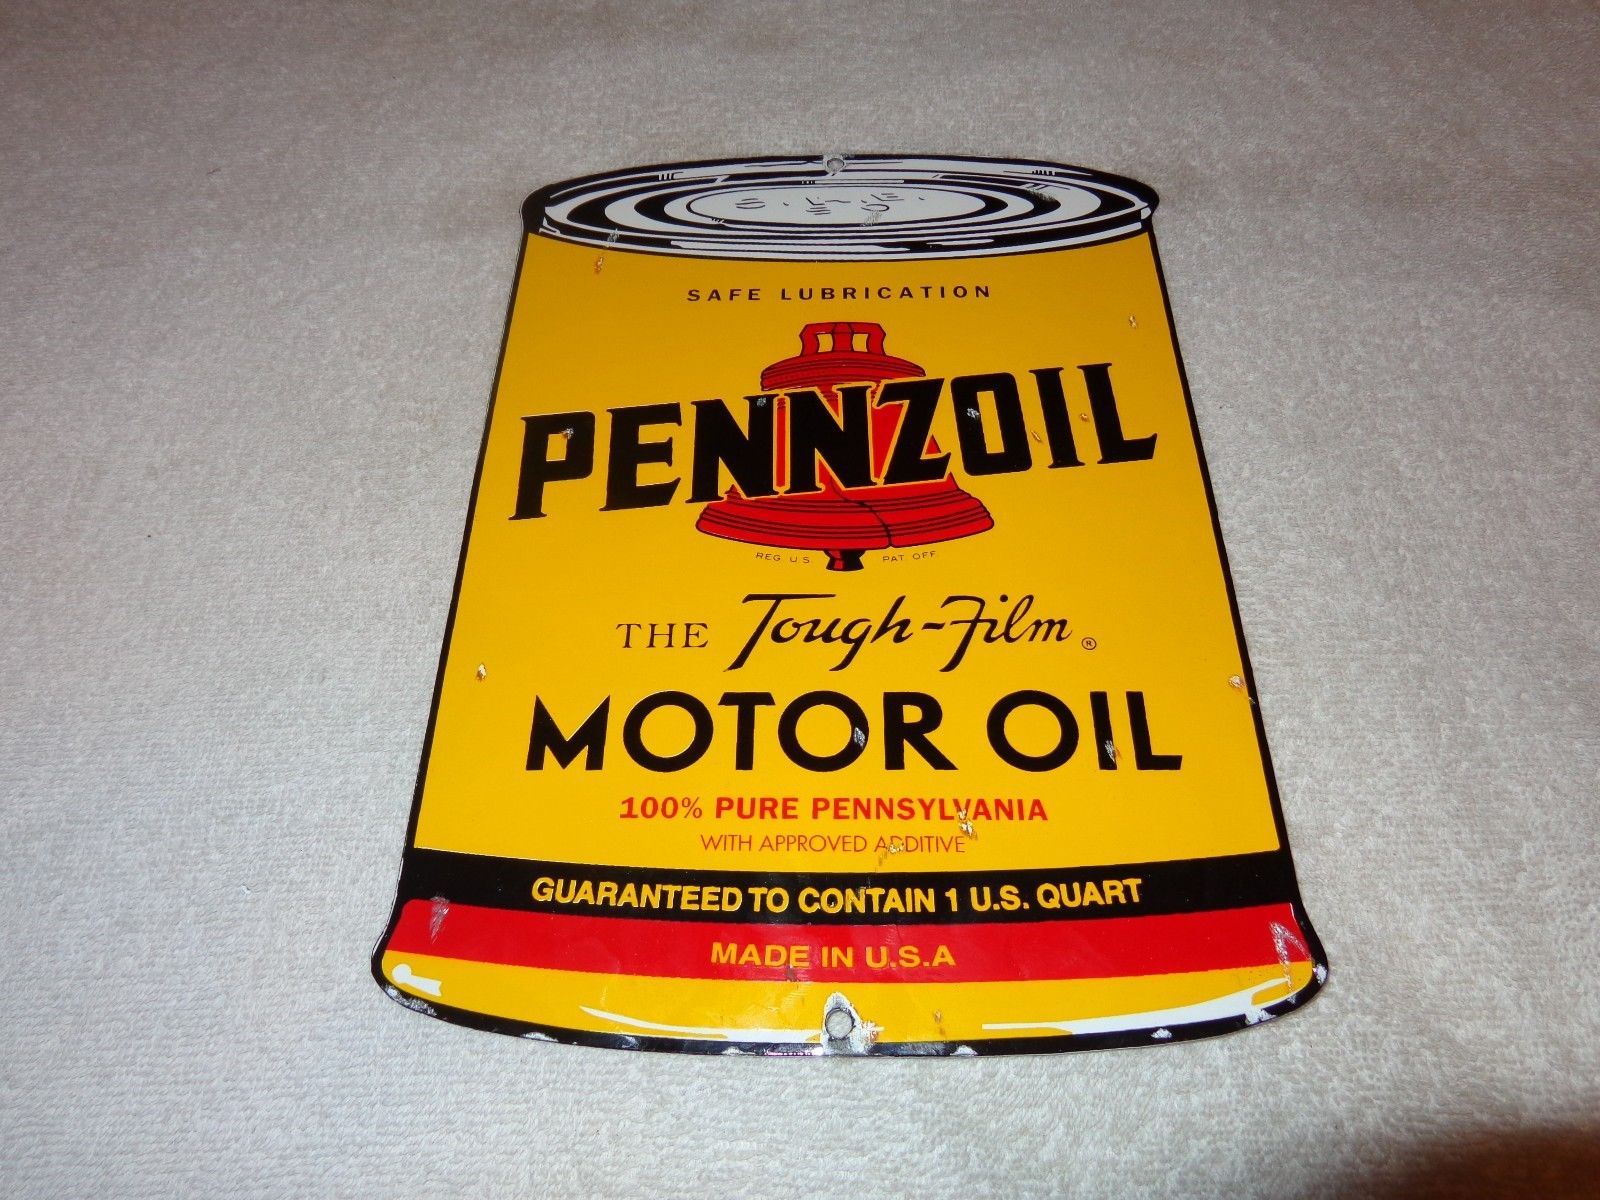 SAFE LUBRICATION
PENNZOIL
REG. U.S. PAT. OFF
THE Tough-Film ®
MOTOR OIL
100% PURE PENNSYLVANIA
WITH APPROVED ADDITIVE
GUARANTEED TO CONTAIN 1 U.S. QUART
MADE IN U.S.A